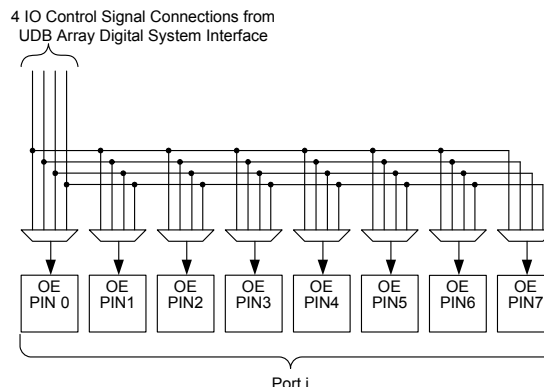 4 IO Control Signal Connections from
UDB Array Digital System Interface
OE OE OE OE OE OE OE OE
PIN 0 PIN1 PIN2 PIN3 PIN4 PIN5 PIN6 PIN7
Port i